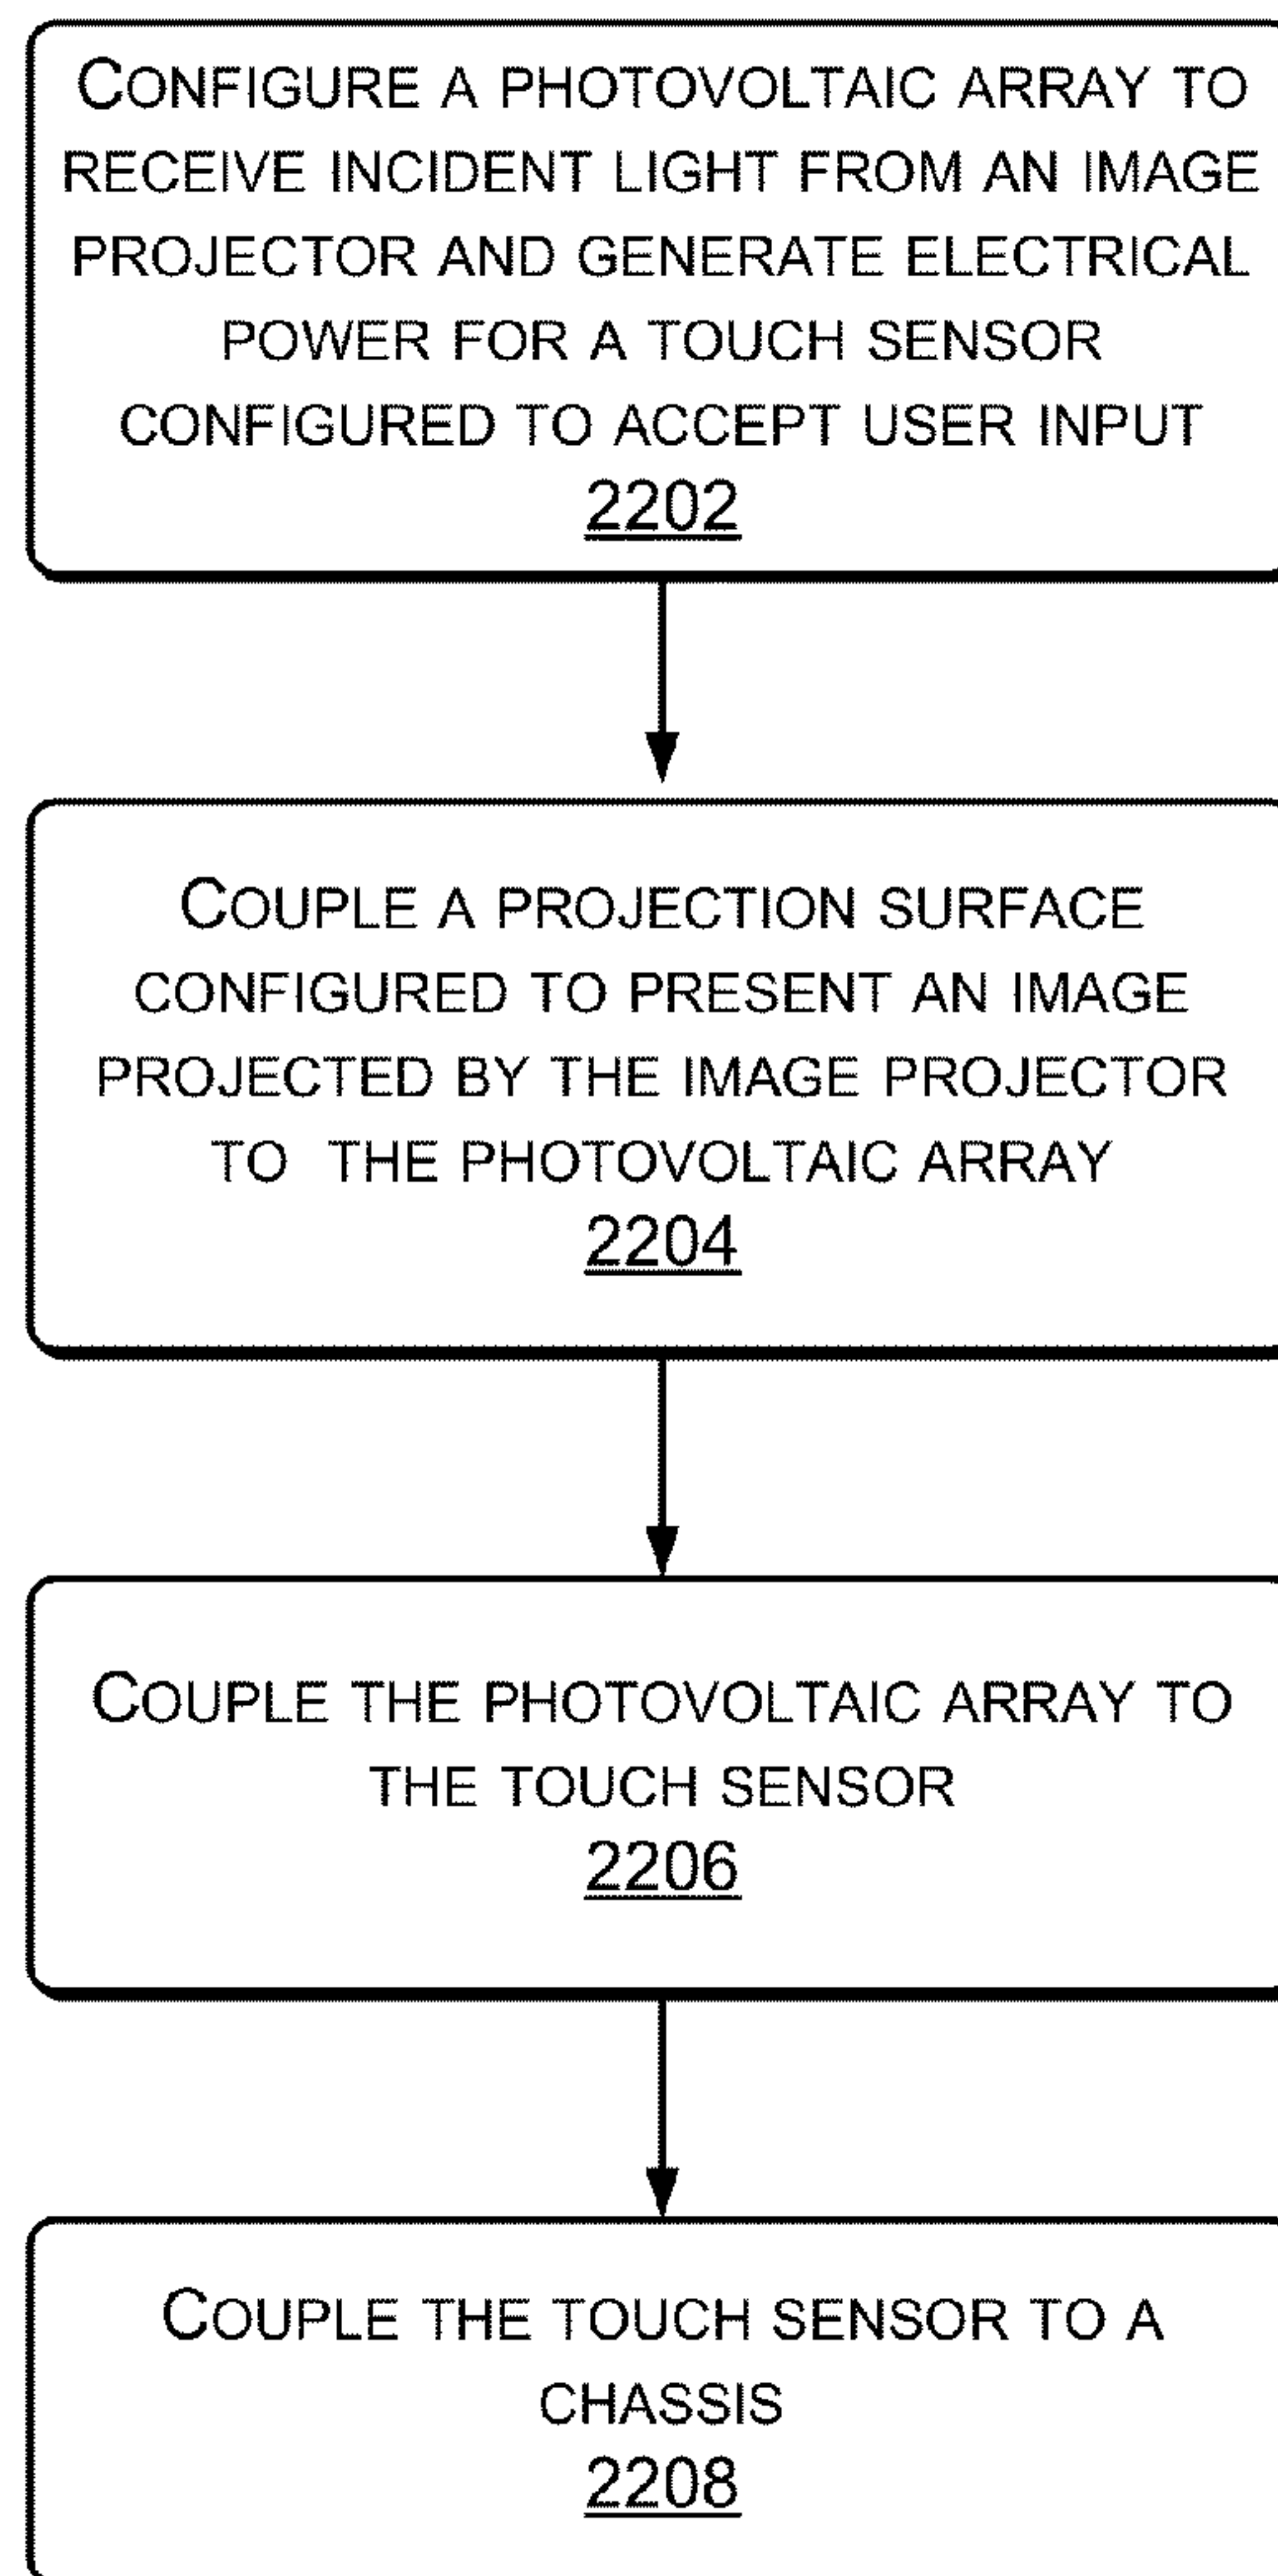 CONFIGURE A PHOTOVOLTAIC ARRAY TO
RECEIVE INCIDENT LIGHT FROM AN IMAGE
PROJECTOR AND GENERATE ELECTRICAL
POWER FOR A TOUCH SENSOR
CONFIGURED TO ACCEPT USER INPUT
2202
COUPLE A PROJECTION SURFACE
CONFIGURED TO PRESENT AN IMAGE
PROJECTED BY THE IMAGE PROJECTOR
TO THE PHOTOVOLTAIC ARRAY
2204
COUPLE THE PHOTOVOLTAIC ARRAY TO
THE TOUCH SENSOR
2206
COUPLE THE TOUCH SENSOR TO A
CHASSIS
2208